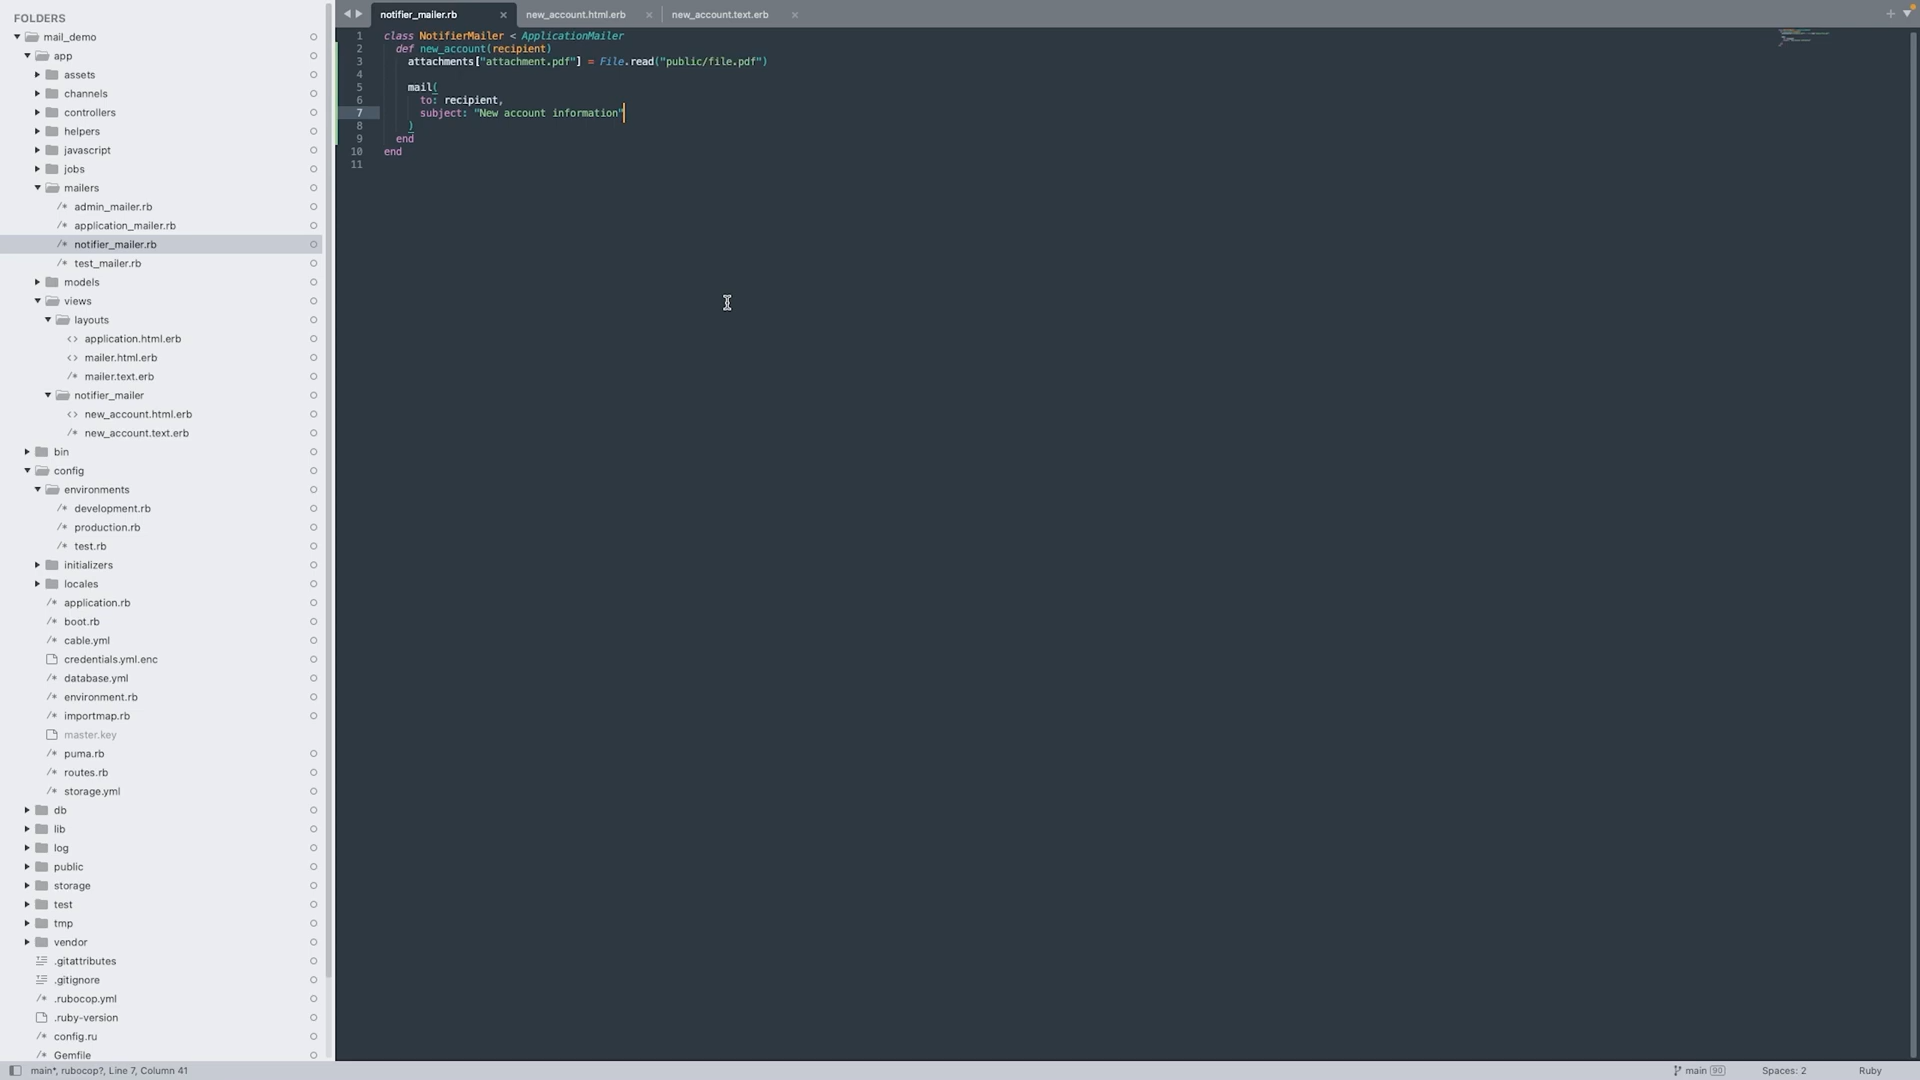 FOLDERS
mail_demo
app
assets
channels
controllers
helpers
javascript
jobs
mailers
admin_mailer.rb
application_mailer.rb
notifier_mailer.rb
test_mailer.rb
models
views
layouts
application.html.erb
mailer.html.erb
mailer.text.erb
notifier_mailer
new_account.html.erb
new_account.text.erb
bin
config
environments
development.rb
production.rb
test.rb
initializers
locales
application.rb
boot.rb
cable.yml
credentials.yml.enc
database.yml
environment.rb
importmap.rb
master.key
puma.rb
routes.rb
storage.yml
db
lib
log
public
storage
test
tmp
vendor
.gitattributes
.gitignore
.rubocop.yml
.ruby-version
config.ru
Gemfile
notifier_mailer.rb
new_account.html.erb
new_account.text.erb
1 class NotifierMailer < ApplicationMailer
2 def new_account(recipient)
3 attachments["attachment.pdf"] = File.read("public/file.pdf")
4
5 mail(
6 to: recipient,
7 subject: "New account information"
8 )
9 end
10 end
11
main*, rubocop?, Line 7, Column 41
main 90
Spaces: 2
Ruby